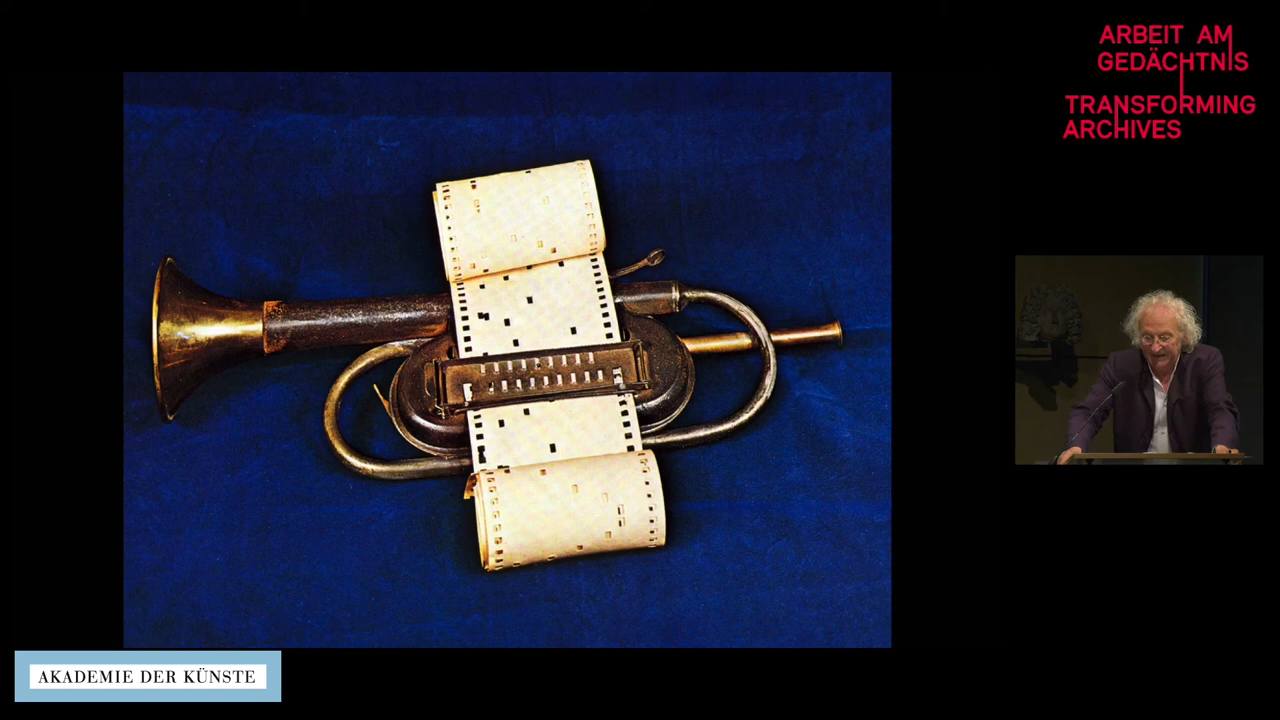 ARBEIT AM
GEDÄCHTNIS
TRANSFORMING
ARCHIVES
AKADEMIE DER KÜNSTE